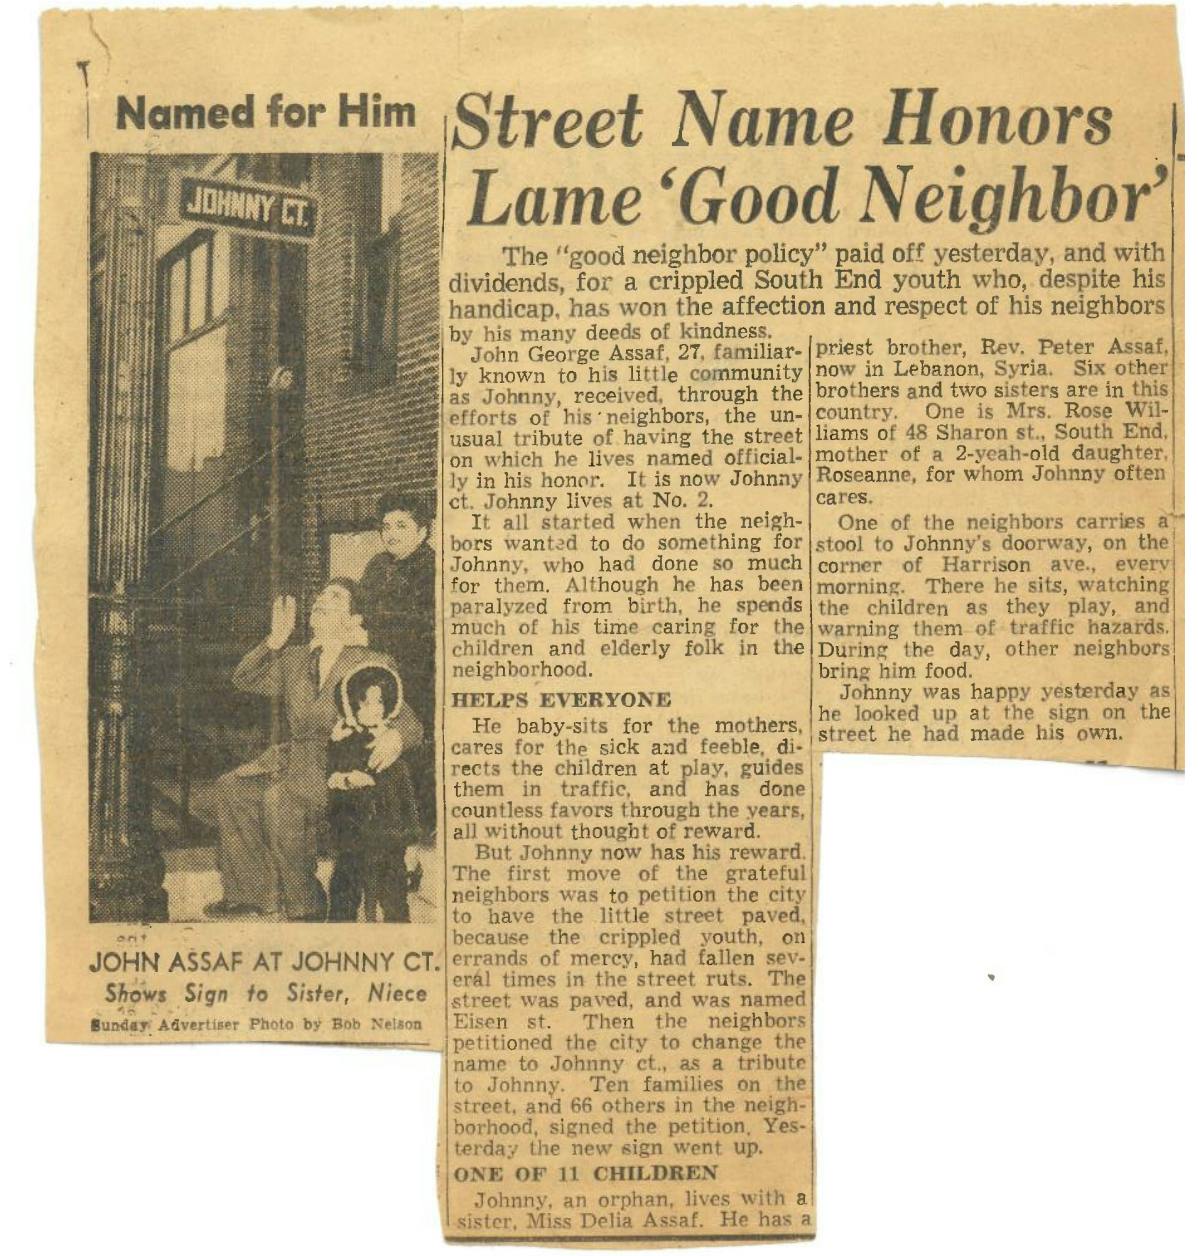 Named for Him
JOHNNY CT.
JOHN ASSAF AT JOHNNY CT.
Shows Sign to Sister, Niece
Sunday Advertiser Photo by Bob Nelson
Street Name Honors
Lame ‘Good Neighbor’
The “good neighbor policy” paid off yesterday, and with
dividends, for a crippled South End youth who, despite his
handicap, has won the affection and respect of his neighbors
by his many deeds of kindness.
John George Assaf, 27, familiar-
ly known to his little community
as Johnny, received, through the
efforts of his neighbors, the un-
usual tribute of having the street
on which he lives named official-
ly in his honor. It is now Johnny
ct. Johnny lives at No. 2.
It all started when the neigh-
bors wanted to do something for
Johnny, who had done so much
for them. Although he has been
paralyzed from birth, he spends
much of his time caring for the
children and elderly folk in the
neighborhood.
HELPS EVERYONE
He baby-sits for the mothers,
cares for the sick and feeble, di-
rects the children at play, guides
them in traffic, and has done
countless favors through the years,
all without thought of reward.
But Johnny now has his reward.
The first move of the grateful
neighbors was to petition the city
to have the little street paved,
because the crippled youth, on
errands of mercy, had fallen sev-
eral times in the street ruts. The
street was paved, and was named
Eisen st. Then the neighbors
petitioned the city to change the
name to Johnny ct., as a tribute
to Johnny. Ten families on the
street, and 66 others in the neigh-
borhood, signed the petition. Yes-
terday the new sign went up.
ONE OF 11 CHILDREN
Johnny, an orphan, lives with a
sister, Miss Delia Assaf. He has a
priest brother, Rev. Peter Assaf,
now in Lebanon, Syria. Six other
brothers and two sisters are in this
country. One is Mrs. Rose Wil-
liams of 48 Sharon st., South End,
mother of a 2-yeah-old daughter,
Roseanne, for whom Johnny often
cares.
One of the neighbors carries a
stool to Johnny’s doorway, on the
corner of Harrison ave., every
morning. There he sits, watching
the children as they play, and
warning them of traffic hazards.
During the day, other neighbors
bring him food.
Johnny was happy yesterday as
he looked up at the sign on the
street he had made his own.